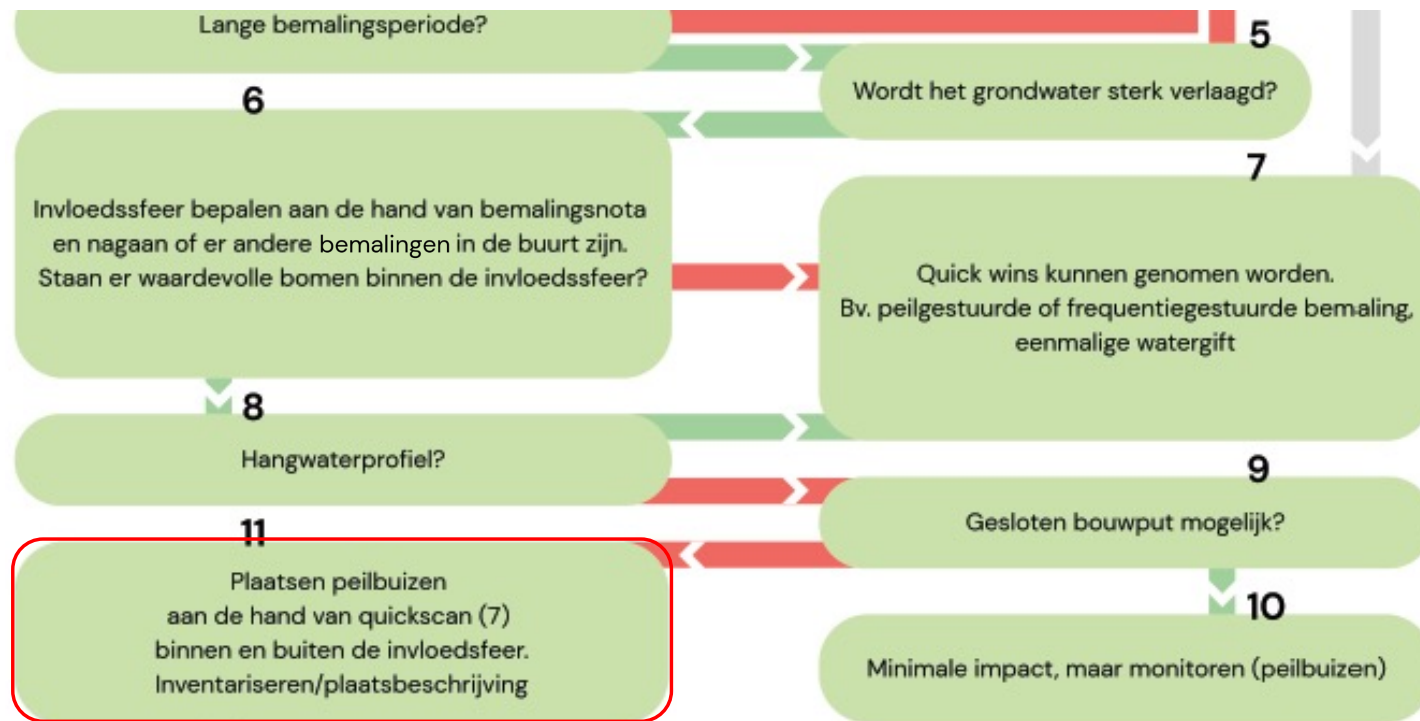 Lange bemalingsperiode?
5
Wordt het grondwater sterk verlaagd?
6
Invloedssfeer bepalen aan de hand van bemalingsnota
en nagaan of er andere bemalingen in de buurt zijn.
Staan er waardevolle bomen binnen de invloedssfeer?
7
Quick wins kunnen genomen worden.
Bv. peilgestuurde of frequentiegestuurde bemaling,
eenmalige watergift
8
Hangwaterprofiel?
9
Gesloten bouwput mogelijk?
10
Minimale impact, maar monitoren (peilbuizen)
11
Plaatsen peilbuizen
aan de hand van quickscan (7)
binnen en buiten de invloedsfeer.
Inventariseren/plaatsbeschrijving